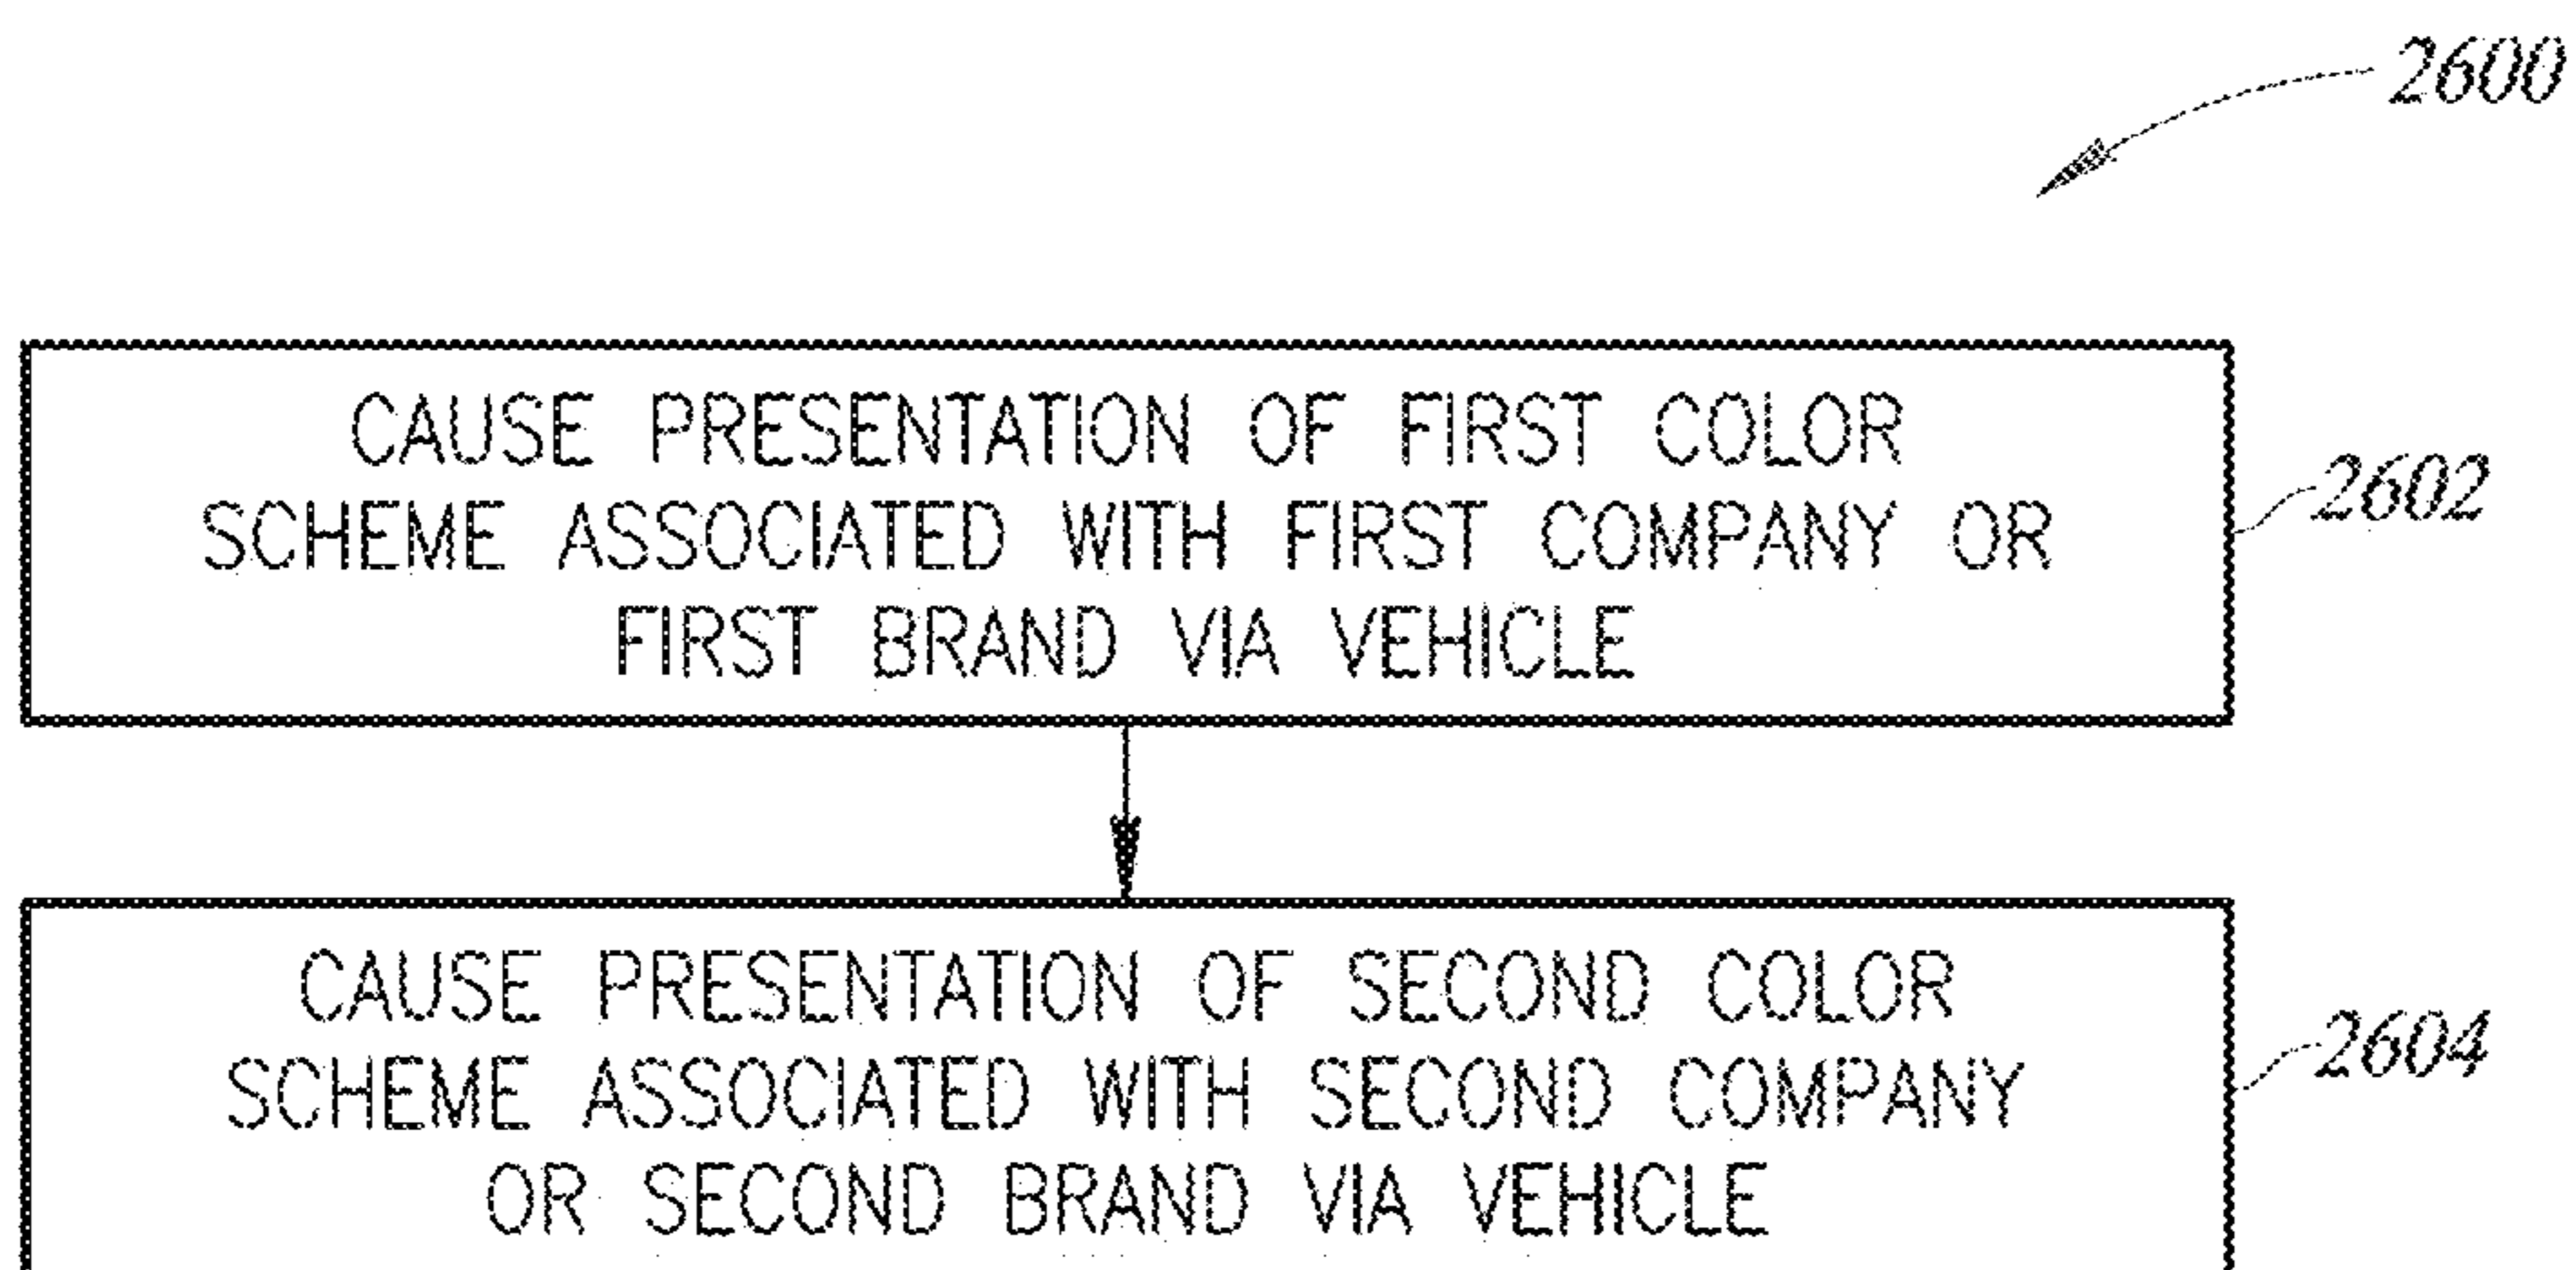 2600
CAUSE PRESENTATION OF FIRST COLOR
SCHEME ASSOCIATED WITH FIRST COMPANY OR
FIRST BRAND VIA VEHICLE
2602
CAUSE PRESENTATION OF SECOND COLOR
SCHEME ASSOCIATED WITH SECOND COMPANY
OR SECOND BRAND VIA VEHICLE
2604